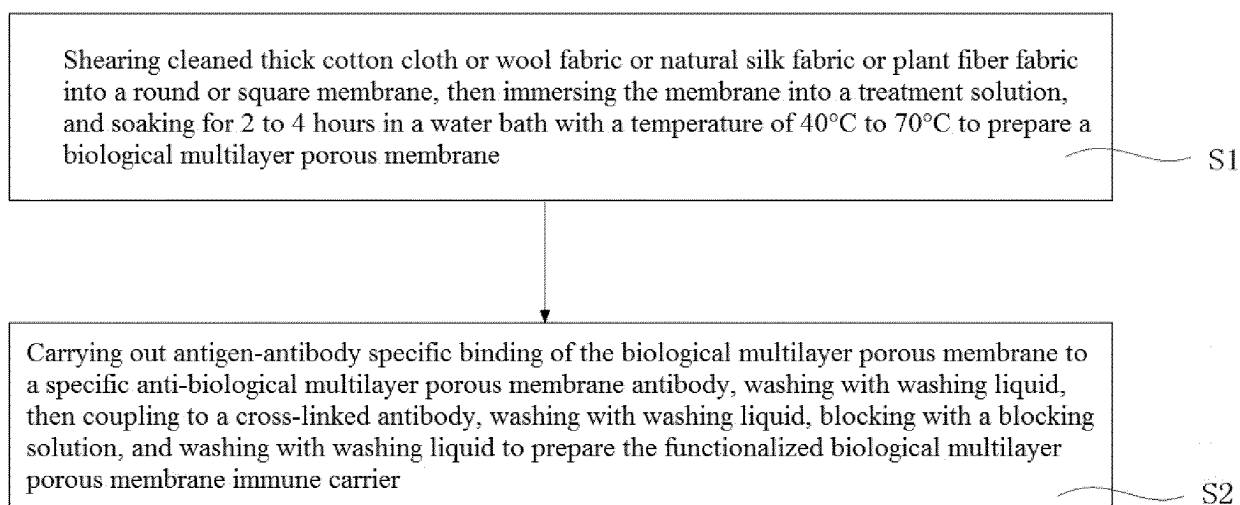 Shearing cleaned thick cotton cloth or wool fabric or natural silk fabric or plant fiber fabric
into a round or square membrane, then immersing the membrane into a treatment solution,
and soaking for 2 to 4 hours in a water bath with a temperature of 40°C to 70°C to prepare a
biological multilayer porous membrane
S1
Carrying out antigen-antibody specific binding of the biological multilayer porous membrane to
a specific anti-biological multilayer porous membrane antibody, washing with washing liquid,
then coupling to a cross-linked antibody, washing with washing liquid, blocking with a blocking
solution, and washing with washing liquid to prepare the functionalized biological multilayer
porous membrane immune carrier
S2